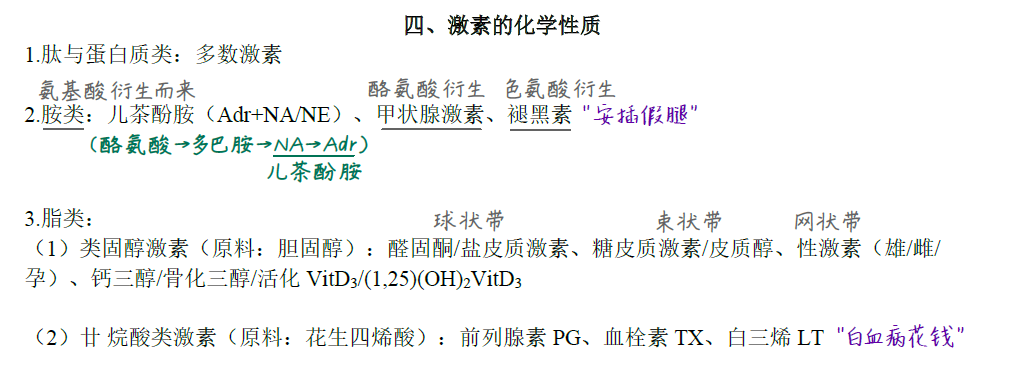 四、激素的化学性质
1.肽与蛋白质类：多数激素
氨基酸衍生而来 酪氨酸衍生 色氨酸衍生
2.胺类：儿茶酚胺（Adr+NA/NE）、甲状腺激素、褪黑素"安插假腿"
（酪氨酸→多巴胺→NA→Adr）
儿茶酚胺
3.脂类：
球状带 束状带 网状带
（1）类固醇激素（原料：胆固醇）：醛固酮/盐皮质激素、糖皮质激素/皮质醇、性激素（雄/雌/
孕）、钙三醇/骨化三醇/活化 VitD₃/(1,25)(OH)₂VitD₃
（2）廿 烷酸类激素（原料：花生四烯酸）：前列腺素 PG、血栓素 TX、白三烯 LT "白血病花钱"